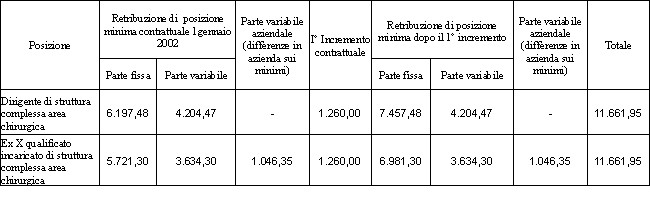 Posizione
Retribuzione di posizione
minima contrattuale 1 gennaio
2002
Parte variabile
aziendale
(differenze in
azienda sui
minimi)
I° Incremento
contrattuale
Retribuzione di posizione
minima dopo il 1° incremento
Parte variabile
aziendale
(differenze in
azienda sui
minimi)
Totale
Parte fissa
Parte variabile
Parte fissa
Parte variabile
Dirigente di struttura
complessa area
chirurgica
6.197,48
4.204,47
-
1.260,00
7.457,48
4.204,47
-
11.661,95
Ex X qualificato
incaricato di struttura
complessa area
chirurgica
5.721,30
3.634,30
1.046,35
1.260,00
6.981,30
3.634,30
1.046,35
11.661,95